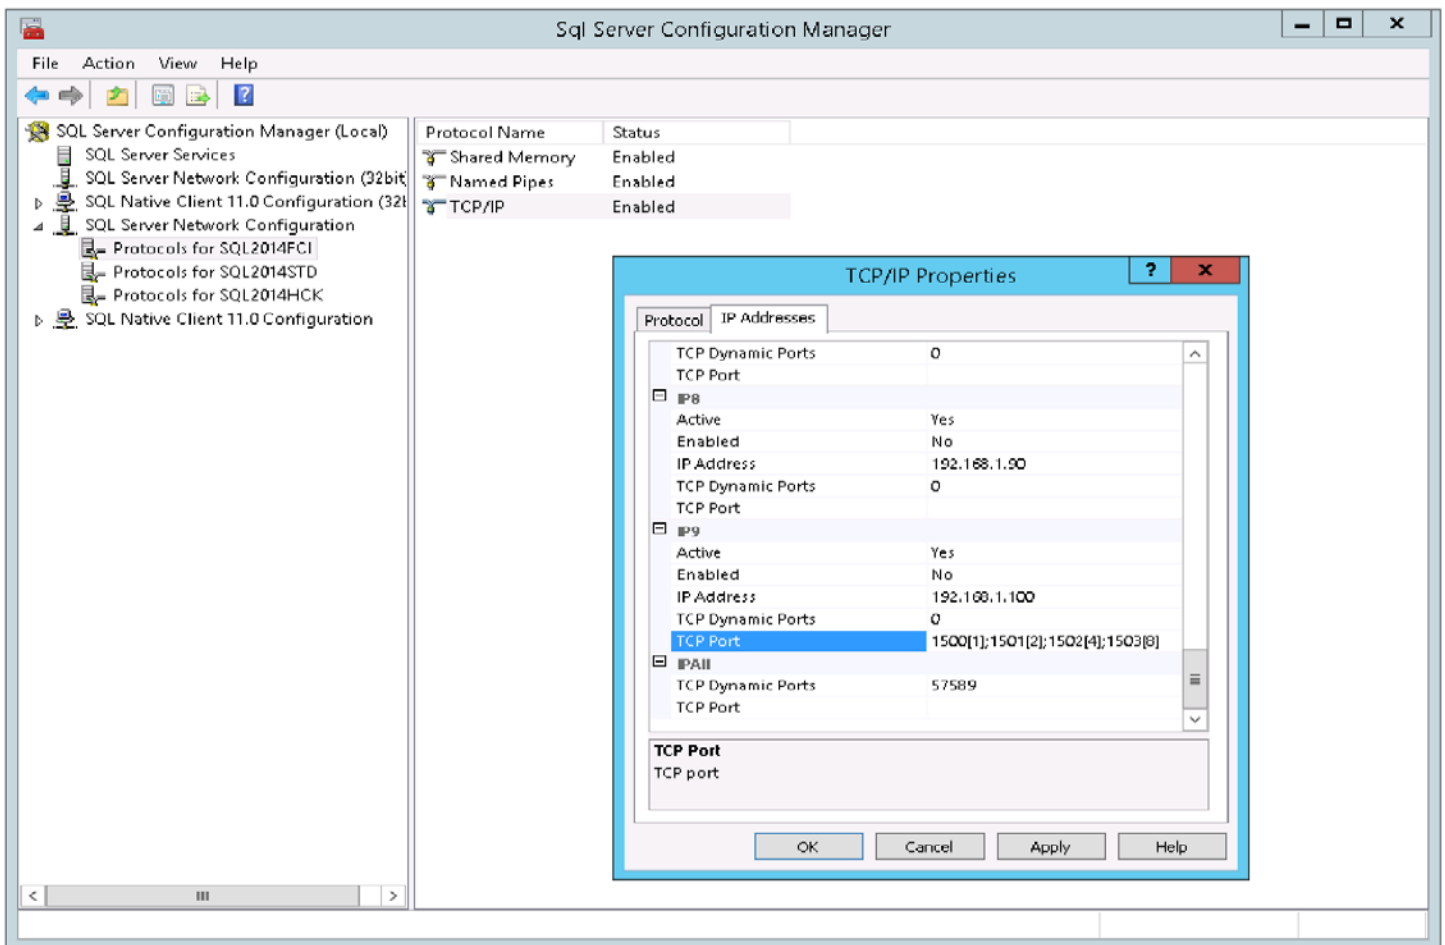 Sql Server Configuration Manager
File Action View Help
SQL Server Configuration Manager (Local)
SQL Server Services
SQL Server Network Configuration (32bit
SQL Native Client 11.0 Configuration (32b
SQL Server Network Configuration
Protocols for SQL2014FCI
Protocols for SQL2014STD
Protocols for SQL2014HCK
SQL Native Client 11.0 Configuration
Protocol Name Status
Shared Memory Enabled
Named Pipes Enabled
TCP/IP Enabled
TCP/IP Properties
Protocol IP Addresses
TCP Dynamic Ports 0
TCP Port
IP8
Active Yes
Enabled No
IP Address 192.168.1.90
TCP Dynamic Ports 0
TCP Port
IP9
Active Yes
Enabled No
IP Address 192.168.1.100
TCP Dynamic Ports 0
TCP Port 1500[1];1501[2];1502[4];1503[8]
IPAll
TCP Dynamic Ports 57589
TCP Port
TCP Port
TCP port
OK Cancel Apply Help